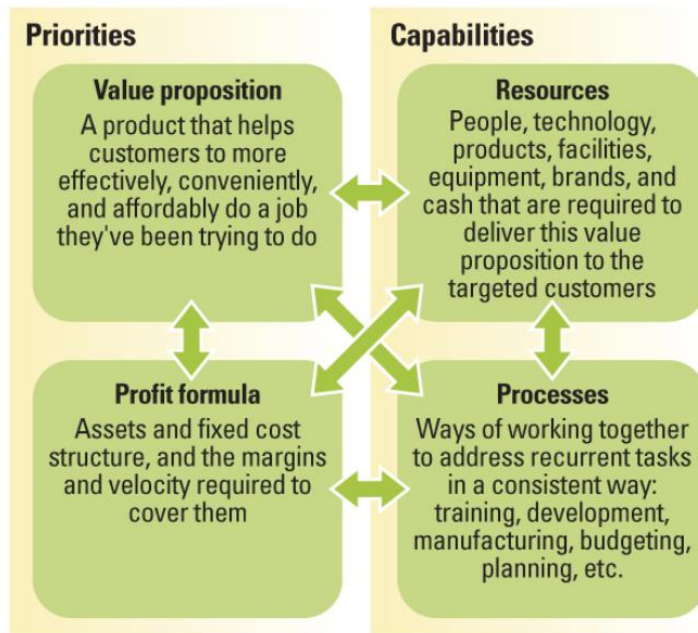 Priorities
Value proposition
A product that helps
customers to more
effectively, conveniently,
and affordably do a job
they've been trying to do
Profit formula
Assets and fixed cost
structure, and the margins
and velocity required to
cover them
Capabilities
Resources
People, technology,
products, facilities,
equipment, brands, and
cash that are required to
deliver this value
proposition to the
targeted customers
Processes
Ways of working together
to address recurrent tasks
in a consistent way:
training, development,
manufacturing, budgeting,
planning, etc.